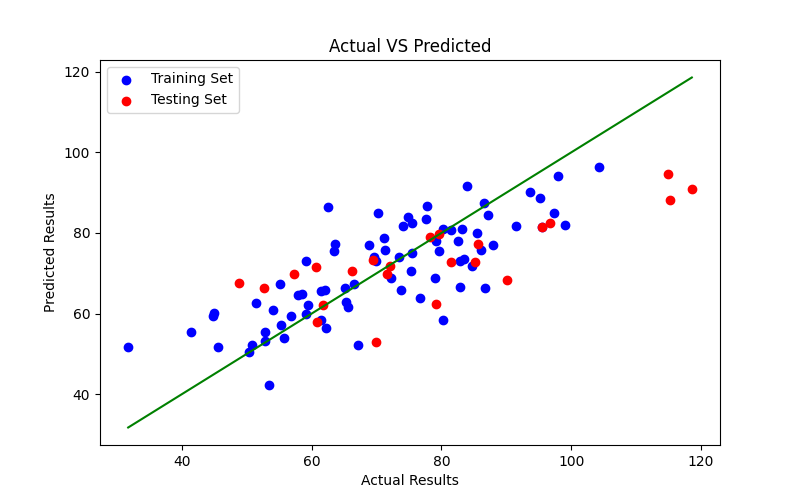 Actual VS Predicted
Training Set
Testing Set
Predicted Results
120
100
80
60
40
40 60 80 100 120
Actual Results